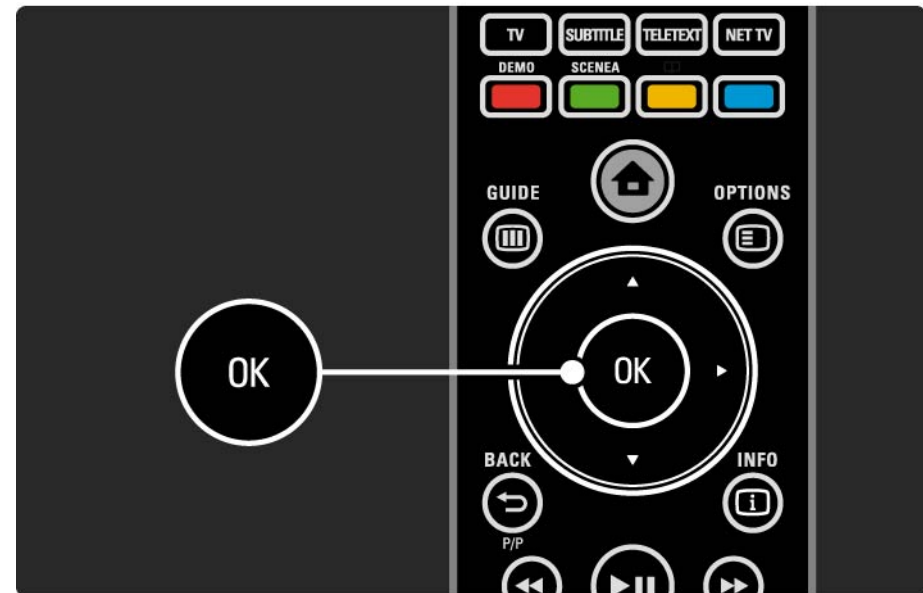 TV SUBTITLE TELETEXT NET TV
DEMO SCENEA
GUIDE OPTIONS
OK OK
BACK INFO
P/P